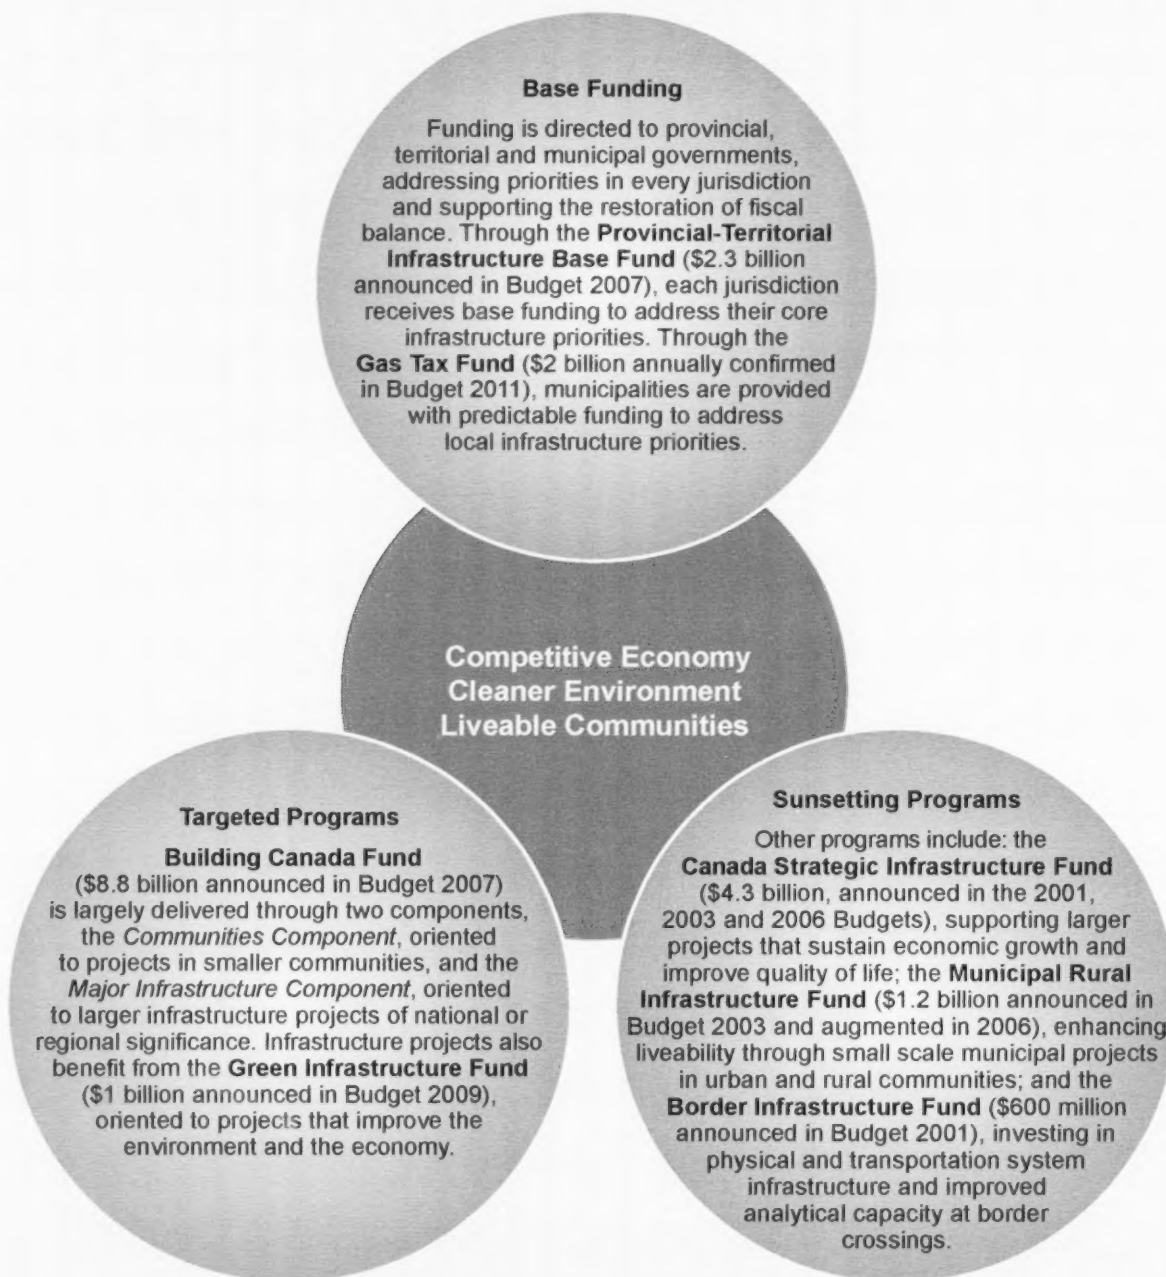 Base Funding
Funding is directed to provincial,
territorial and municipal governments,
addressing priorities in every jurisdiction
and supporting the restoration of fiscal
balance. Through the Provincial-Territorial
Infrastructure Base Fund ($2.3 billion
announced in Budget 2007), each jurisdiction
receives base funding to address their core
infrastructure priorities. Through the
Gas Tax Fund ($2 billion annually confirmed
in Budget 2011), municipalities are provided
with predictable funding to address
local infrastructure priorities.
Competitive Economy
Cleaner Environment
Liveable Communities
Targeted Programs
Building Canada Fund
($8.8 billion announced in Budget 2007)
is largely delivered through two components,
the Communities Component, oriented
to projects in smaller communities, and the
Major Infrastructure Component, oriented
to larger infrastructure projects of national or
regional significance. Infrastructure projects also
benefit from the Green Infrastructure Fund
($1 billion announced in Budget 2009),
oriented to projects that improve the
environment and the economy.
Sunsetting Programs
Other programs include: the
Canada Strategic Infrastructure Fund
($4.3 billion, announced in the 2001,
2003 and 2006 Budgets), supporting larger
projects that sustain economic growth and
improve quality of life; the Municipal Rural
Infrastructure Fund ($1.2 billion announced in
Budget 2003 and augmented in 2006), enhancing
liveability through small scale municipal projects
in urban and rural communities; and the
Border Infrastructure Fund ($600 million
announced in Budget 2001), investing in
physical and transportation system
infrastructure and improved
analytical capacity at border
crossings.